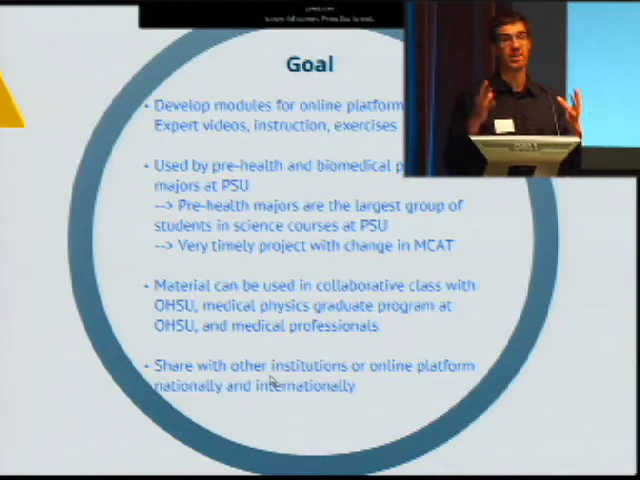 Goal
- Develop modules for online platform
Expert videos, instruction, exercises
- Used by pre-health and biomedical p
majors at PSU
--> Pre-health majors are the largest group of
students in science courses at PSU
--> Very timely project with change in MCAT
- Material can be used in collaborative class with
OHSU, medical physics graduate program at
OHSU, and medical professionals
- Share with other institutions or online platform
nationally and internationally